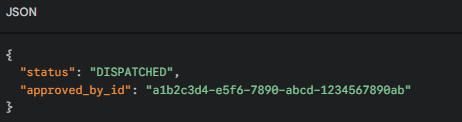 JSON
{
"status": "DISPATCHED",
"approved_by_id": "a1b2c3d4-e5f6-7890-abcd-1234567890ab"
}